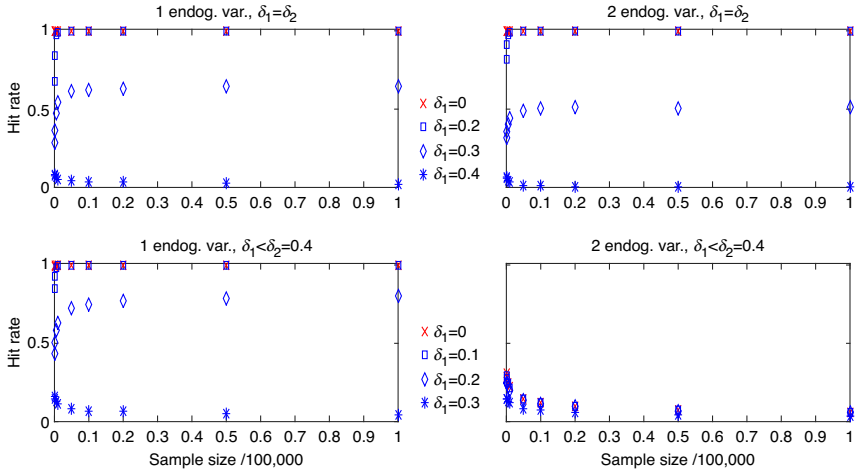 1 endog. var., δ₁=δ₂
2 endog. var., δ₁=δ₂
Hit rate
1
0.5
0
0 0.1 0.2 0.3 0.4 0.5 0.6 0.7 0.8 0.9 1
δ₁=0
δ₁=0.2
δ₁=0.3
δ₁=0.4
1
0.5
0
0 0.1 0.2 0.3 0.4 0.5 0.6 0.7 0.8 0.9 1
1 endog. var., δ₁<δ₂=0.4
2 endog. var., δ₁<δ₂=0.4
Hit rate
1
0.5
0
0 0.1 0.2 0.3 0.4 0.5 0.6 0.7 0.8 0.9 1
Sample size /100,000
δ₁=0
δ₁=0.1
δ₁=0.2
δ₁=0.3
0 0.1 0.2 0.3 0.4 0.5 0.6 0.7 0.8 0.9 1
Sample size /100,000